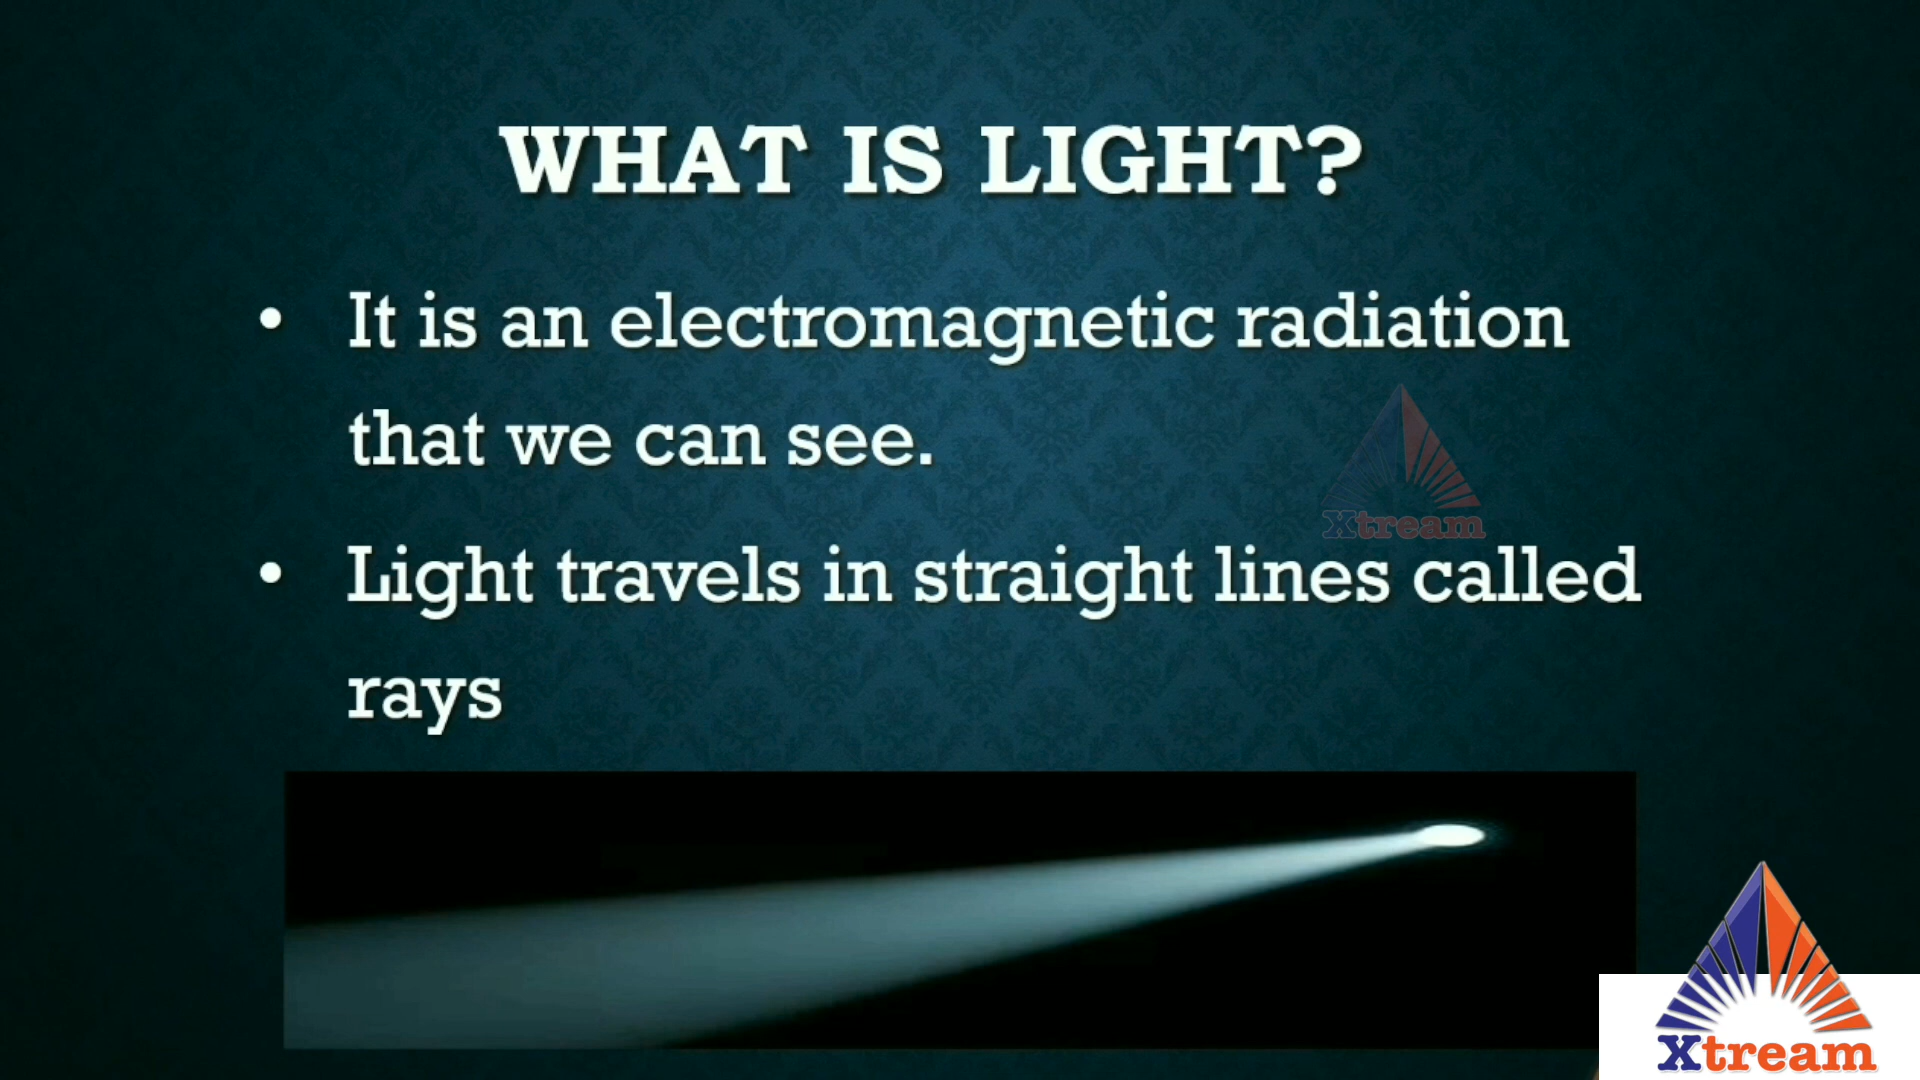 WHAT IS LIGHT?
• It is an electromagnetic radiation
that we can see.
Xtream
• Light travels in straight lines called
rays
Xtream